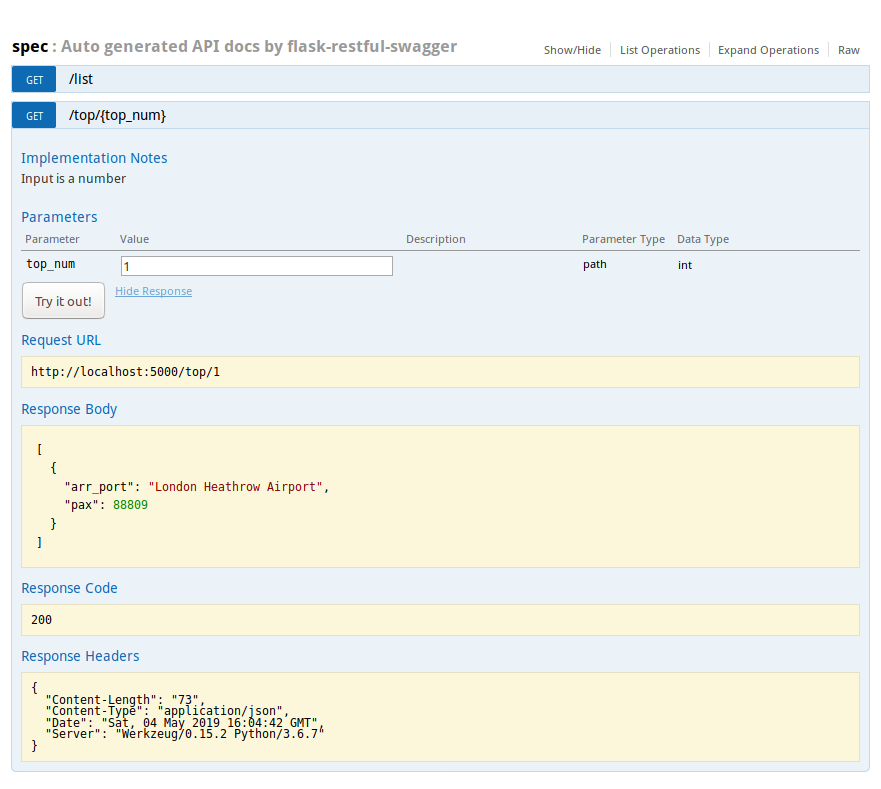 spec : Auto generated API docs by flask-restful-swagger
Show/Hide List Operations Expand Operations Raw
GET /list
GET /top/{top_num}
Implementation Notes
Input is a number
Parameters
Parameter Value Description Parameter Type Data Type
top_num 1 path int
Try it out! Hide Response
Request URL
http://localhost:5000/top/1
Response Body
[
  {
    "arr_port": "London Heathrow Airport",
    "pax": 88809
  }
]
Response Code
200
Response Headers
{
  "Content-Length": "73",
  "Content-Type": "application/json",
  "Date": "Sat, 04 May 2019 16:04:42 GMT",
  "Server": "Werkzeug/0.15.2 Python/3.6.7"
}